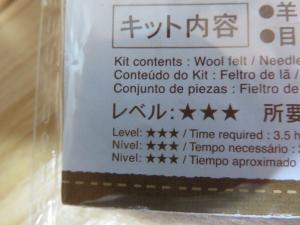 キット内容
●羊
●目
Kit contents : Wool felt / Needle
Conteúdo do Kit : Feltro de lã /
Conjunto de piezas : Fieltro
レベル:★★★ 所要
Level: ★★★ / Time required : 3.5 h
Nível: ★★★ / Tempo necessário :
Nivel: ★★★ / Tiempo aproximado